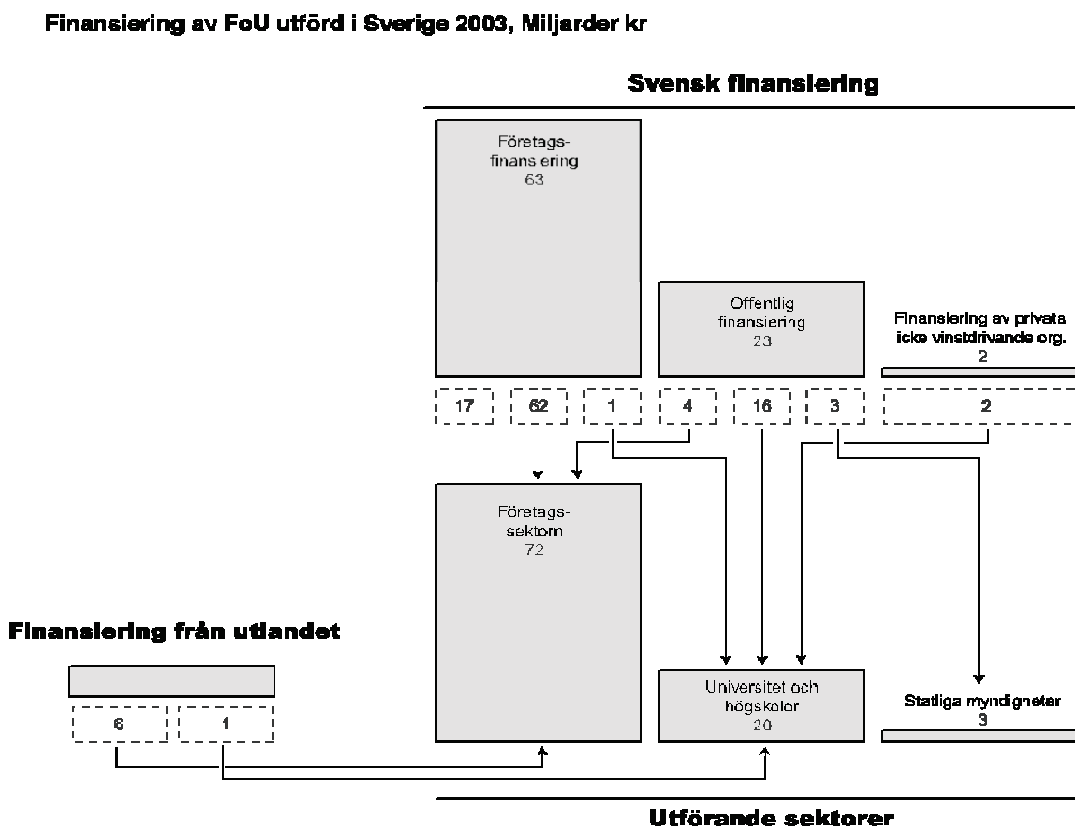 Finansiering av FoU utförd i Sverige 2003, Miljarder kr
Svensk finansiering
Företags-
finansiering
63
Offentlig
finansiering
23
Finansiering av privata
icke vinstdrivande org.
2
17 62 1 4 16 3 2
Företags-
sektorn
72
Finansiering från utlandet
6 1
Universitet och
högskolor
20
Statliga myndigheter
3
Utförande sektorer